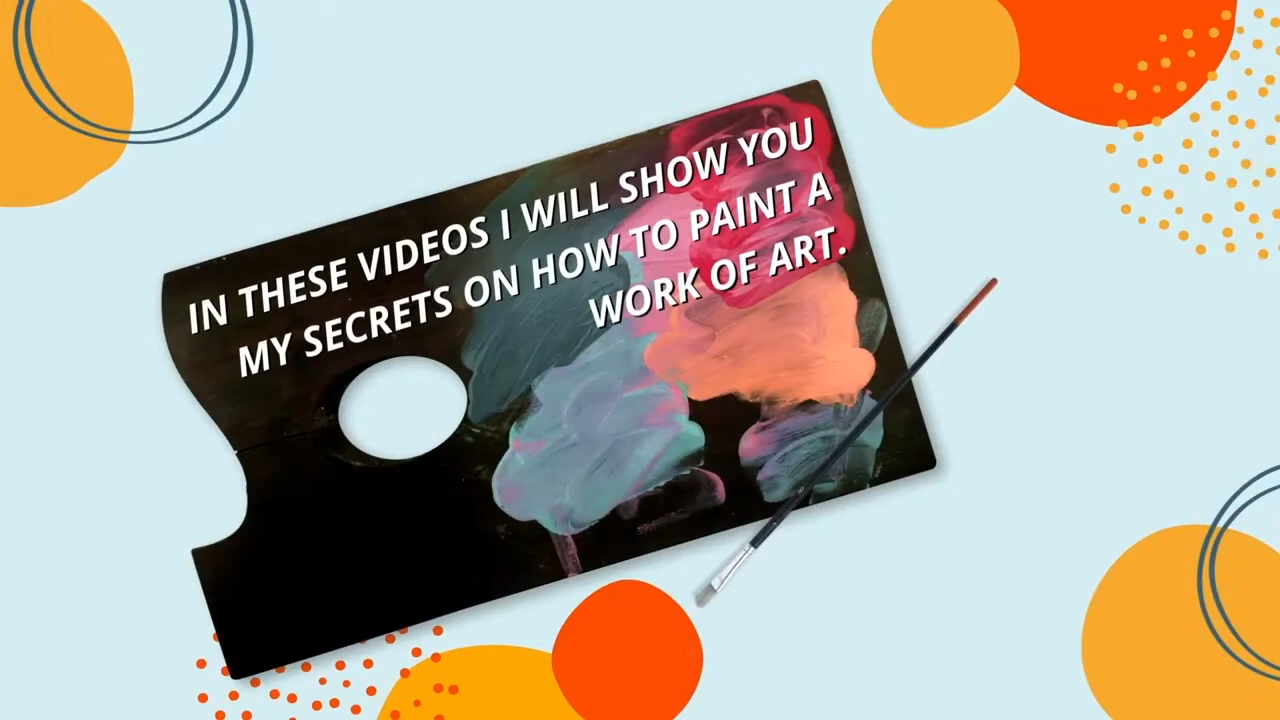 IN THESE VIDEOS I WILL SHOW YOU
MY SECRETS ON HOW TO PAINT A
WORK OF ART.